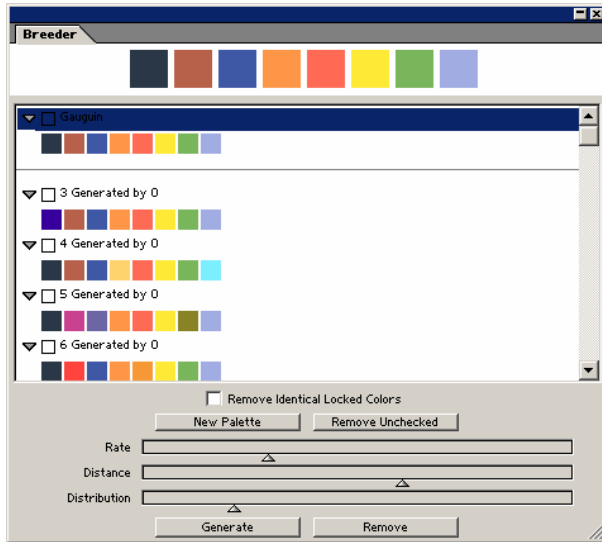 Breeder
Gauguin
3 Generated by 0
4 Generated by 0
5 Generated by 0
6 Generated by 0
Remove Identical Locked Colors
New Palette Remove Unchecked
Rate
Distance
Distribution
Generate Remove